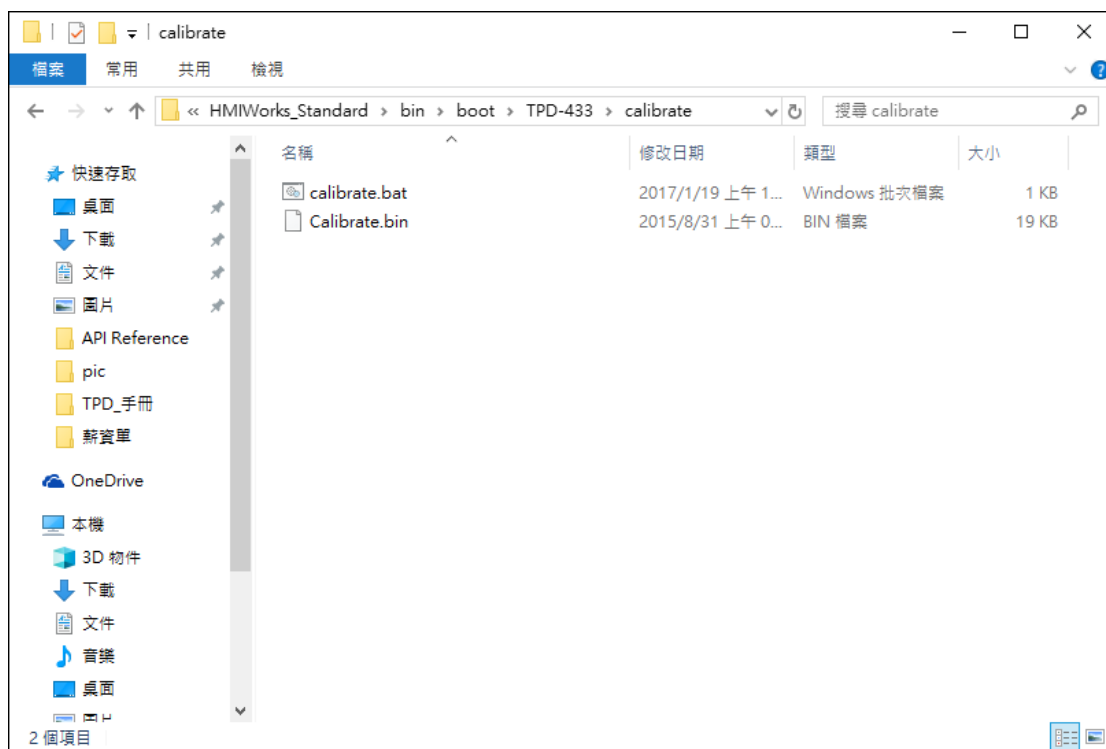 calibrate
檔案 常用 共用 檢視
« HMIWorks_Standard › bin › boot › TPD-433 › calibrate 搜尋 calibrate
名稱 修改日期 類型 大小
calibrate.bat 2017/1/19 上午 1... Windows 批次檔案 1 KB
Calibrate.bin 2015/8/31 上午 0... BIN 檔案 19 KB
快速存取
桌面
下載
文件
圖片
API Reference
pic
TPD_手冊
薪資單
OneDrive
本機
3D 物件
下載
文件
音樂
桌面
圖片
2 個項目